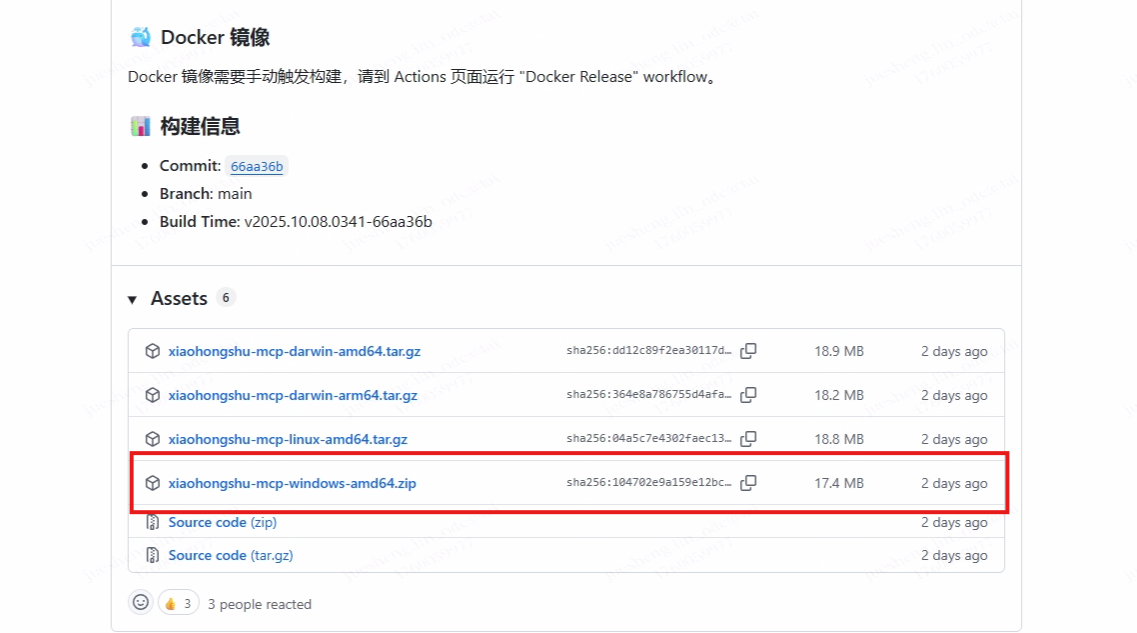 Docker 镜像
Docker 镜像需要手动触发构建，请到 Actions 页面运行 "Docker Release" workflow。
构建信息
Commit: 66aa36b
Branch: main
Build Time: v2025.10.08.0341-66aa36b
Assets 6
xiaohongshu-mcp-darwin-amd64.tar.gz sha256:dd12c89f2ea30117d… 18.9 MB 2 days ago
xiaohongshu-mcp-darwin-arm64.tar.gz sha256:364e8a786755d4afa… 18.2 MB 2 days ago
xiaohongshu-mcp-linux-amd64.tar.gz sha256:04a5c7e4302faec13… 18.8 MB 2 days ago
xiaohongshu-mcp-windows-amd64.zip sha256:104702e9a159e12bc… 17.4 MB 2 days ago
Source code (zip) 2 days ago
Source code (tar.gz) 2 days ago
3 3 people reacted